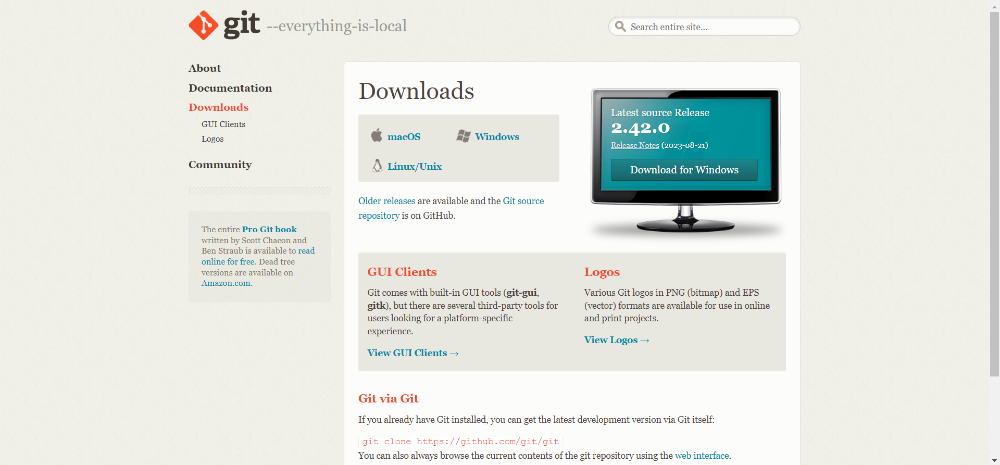 git --everything-is-local
Search entire site...
About
Documentation
Downloads
GUI Clients
Logos
Community
The entire Pro Git book
written by Scott Chacon and
Ben Straub is available to read
online for free. Dead tree
versions are available on
Amazon.com.
Downloads
macOS
Windows
Linux/Unix
Older releases are available and the Git source
repository is on GitHub.
Latest source Release
2.42.0
Release Notes (2023-08-21)
Download for Windows
GUI Clients
Git comes with built-in GUI tools (git-gui,
gitk), but there are several third-party tools for
users looking for a platform-specific
experience.
View GUI Clients →
Logos
Various Git logos in PNG (bitmap) and EPS
(vector) formats are available for use in online
and print projects.
View Logos →
Git via Git
If you already have Git installed, you can get the latest development version via Git itself:
git clone https://github.com/git/git
You can also always browse the current contents of the git repository using the web interface.